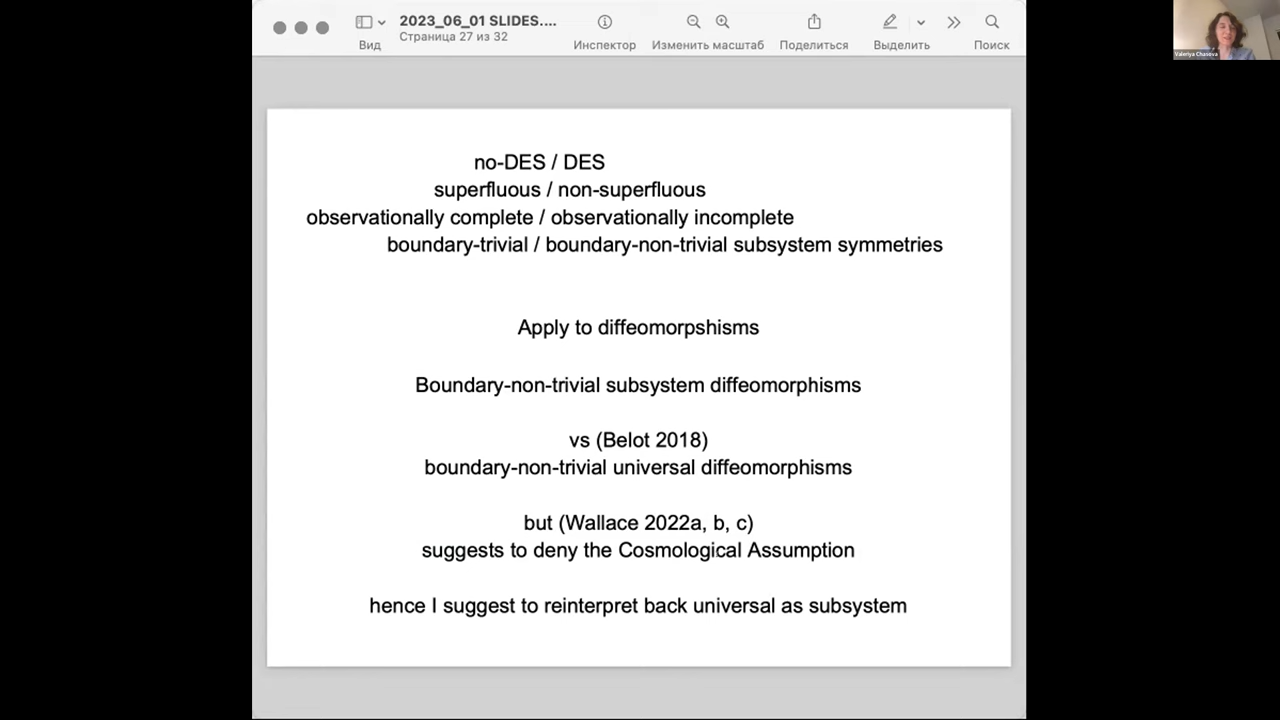 2023_06_01 SLIDES....
Страница 27 из 32
Вид
Инспектор
Изменить масштаб
Поделиться
Выделить
Поиск
Valeriya Chasova
no-DES / DES
superfluous / non-superfluous
observationally complete / observationally incomplete
boundary-trivial / boundary-non-trivial subsystem symmetries
Apply to diffeomorpshisms
Boundary-non-trivial subsystem diffeomorphisms
vs (Belot 2018)
boundary-non-trivial universal diffeomorphisms
but (Wallace 2022a, b, c)
suggests to deny the Cosmological Assumption
hence I suggest to reinterpret back universal as subsystem